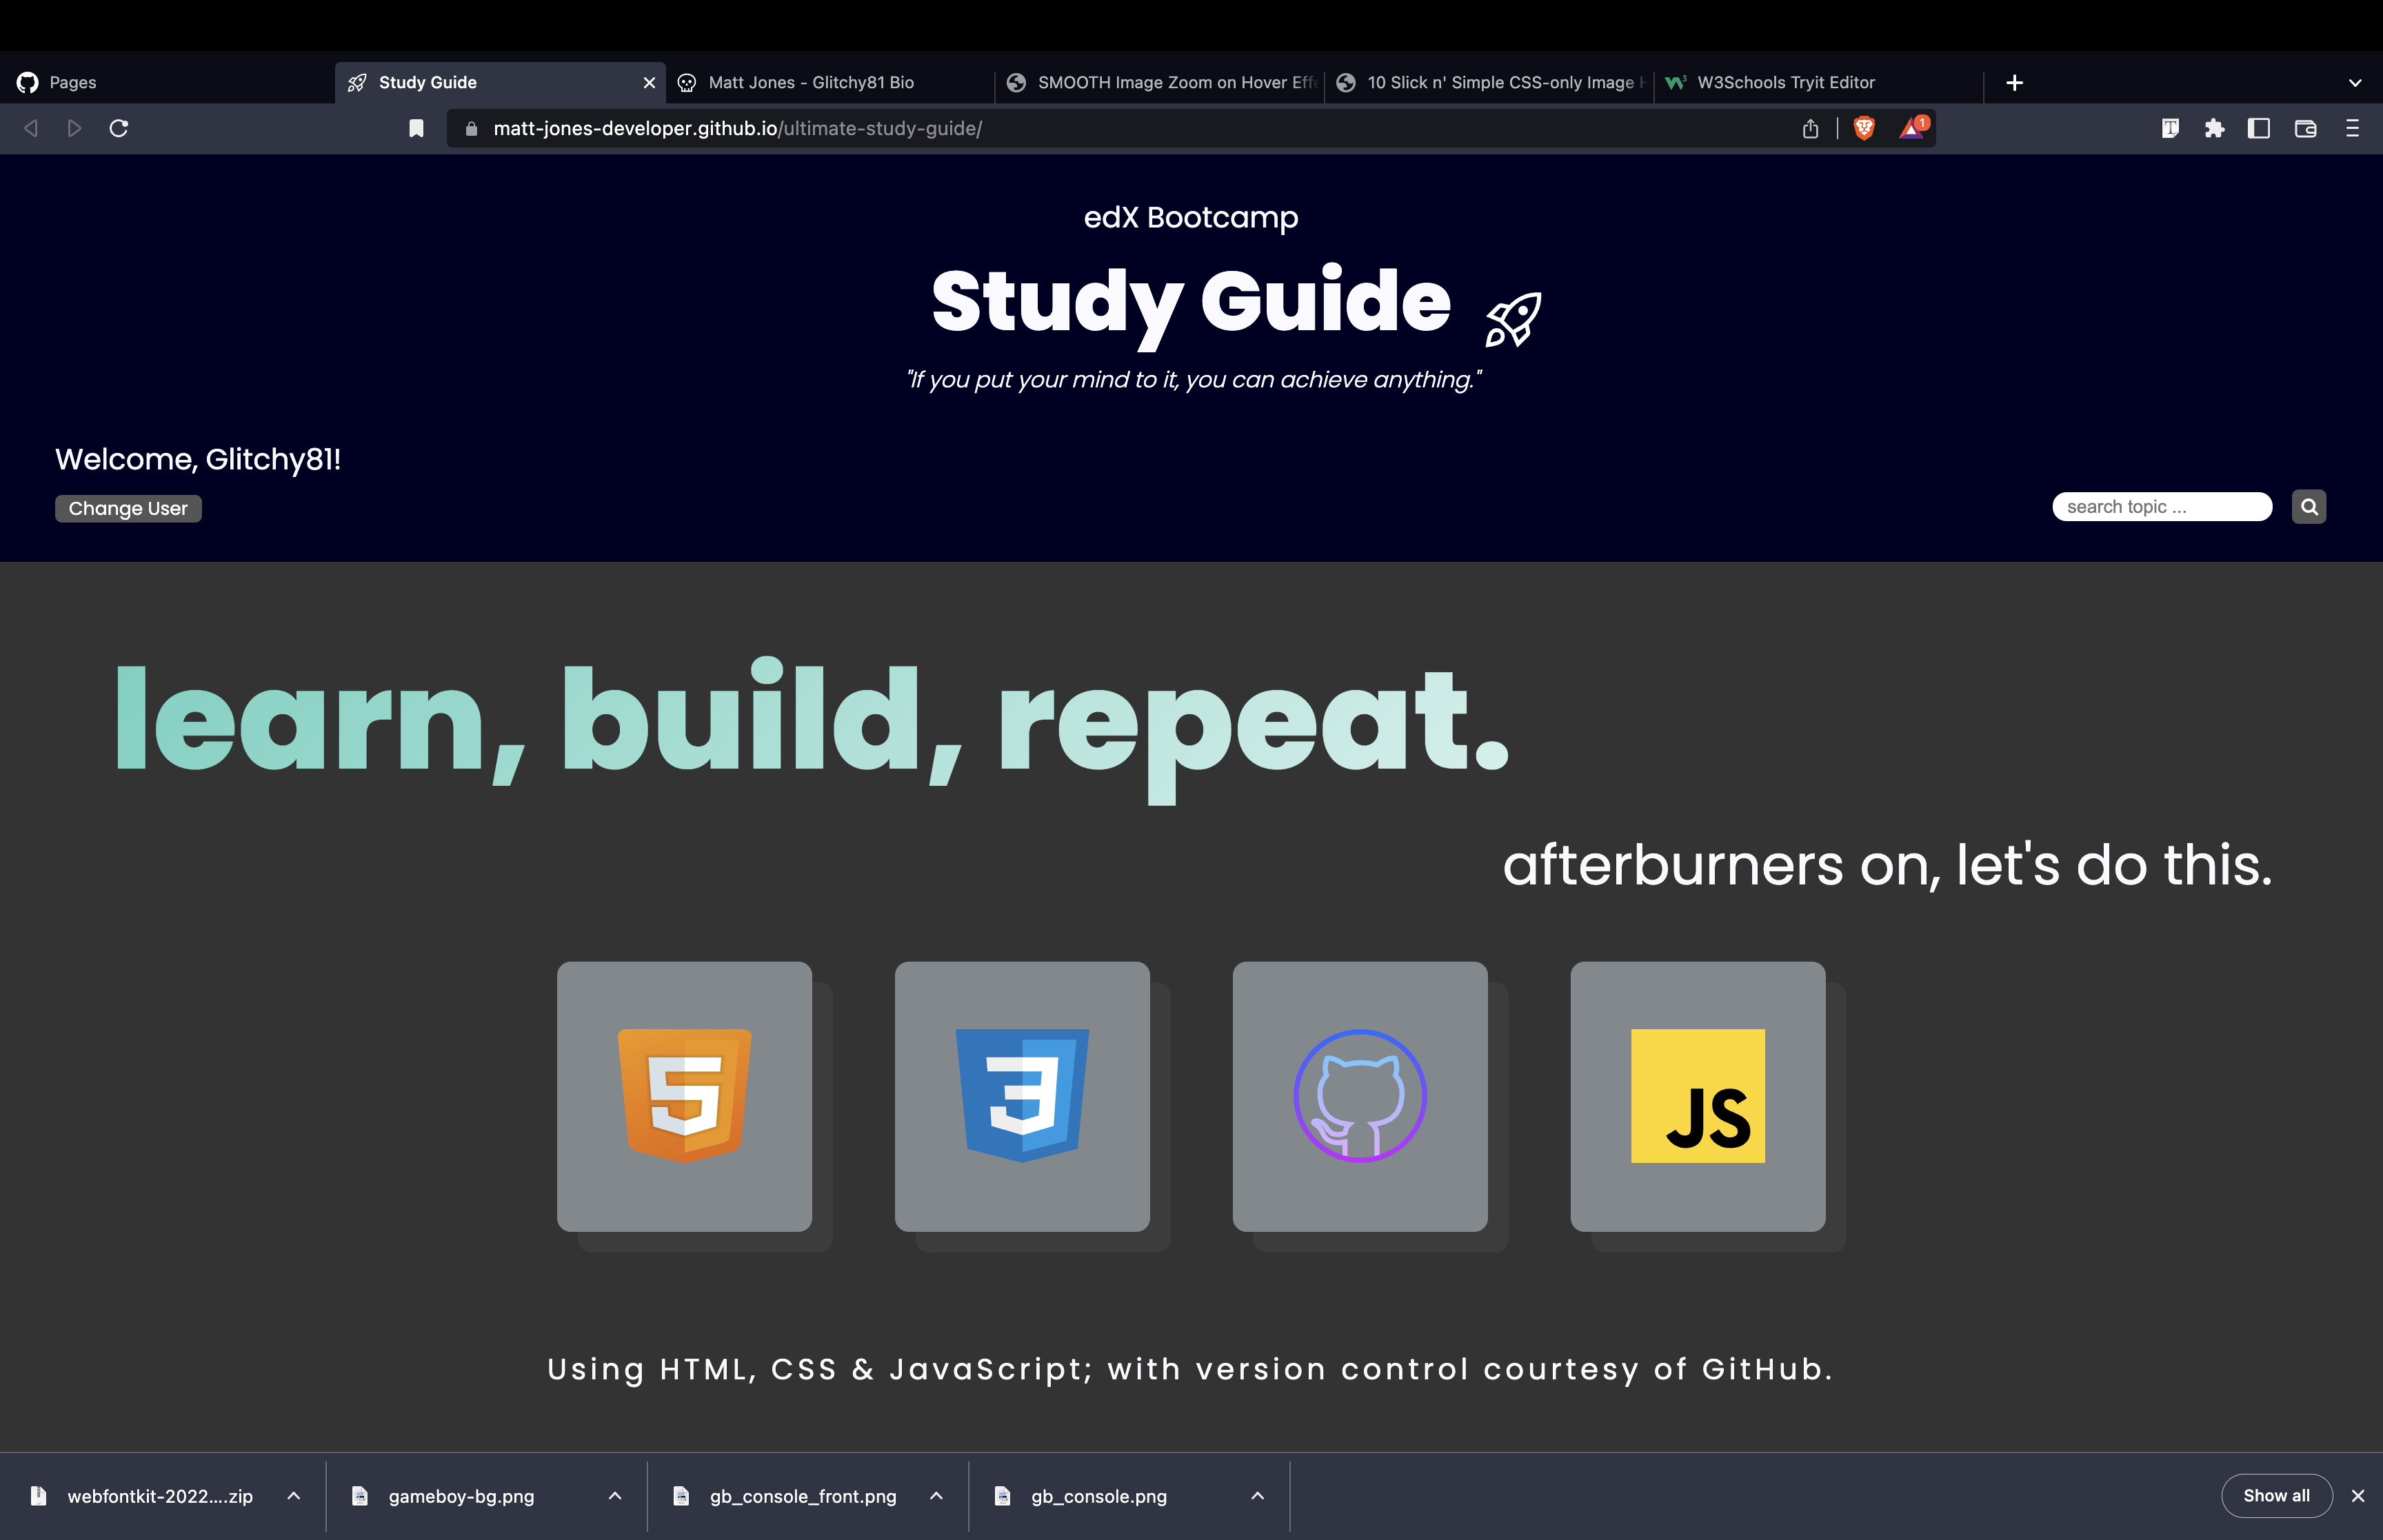 Pages
Study Guide
Matt Jones - Glitchy81 Bio
SMOOTH Image Zoom on Hover Effe
10 Slick n' Simple CSS-only Image H
W3Schools Tryit Editor
matt-jones-developer.github.io/ultimate-study-guide/
1
edX Bootcamp
Study Guide
"If you put your mind to it, you can achieve anything."
Welcome, Glitchy81!
Change User
search topic ...
learn, build, repeat.
afterburners on, let's do this.
5
3
JS
Using HTML, CSS & JavaScript; with version control courtesy of GitHub.
webfontkit-2022....zip
gameboy-bg.png
gb_console_front.png
gb_console.png
Show all